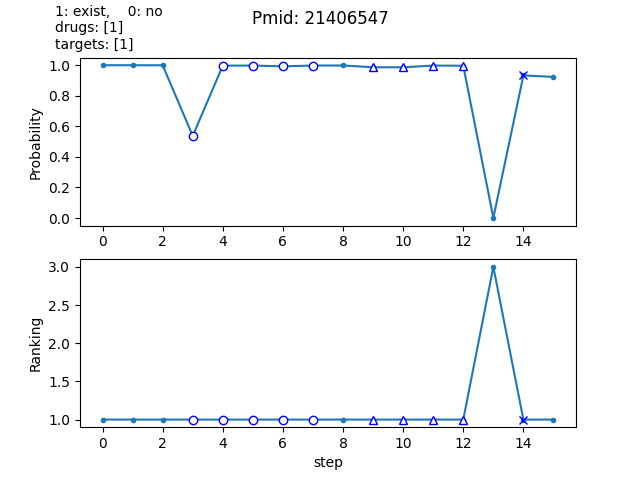 1: exist,    0: no
Pmid: 21406547
drugs: [1]
targets: [1]
1.0
0.8
0.6
0.4
0.2
0.0
Probability
0 2 4 6 8 10 12 14
3.0
2.5
2.0
1.5
1.0
Ranking
0 2 4 6 8 10 12 14
step